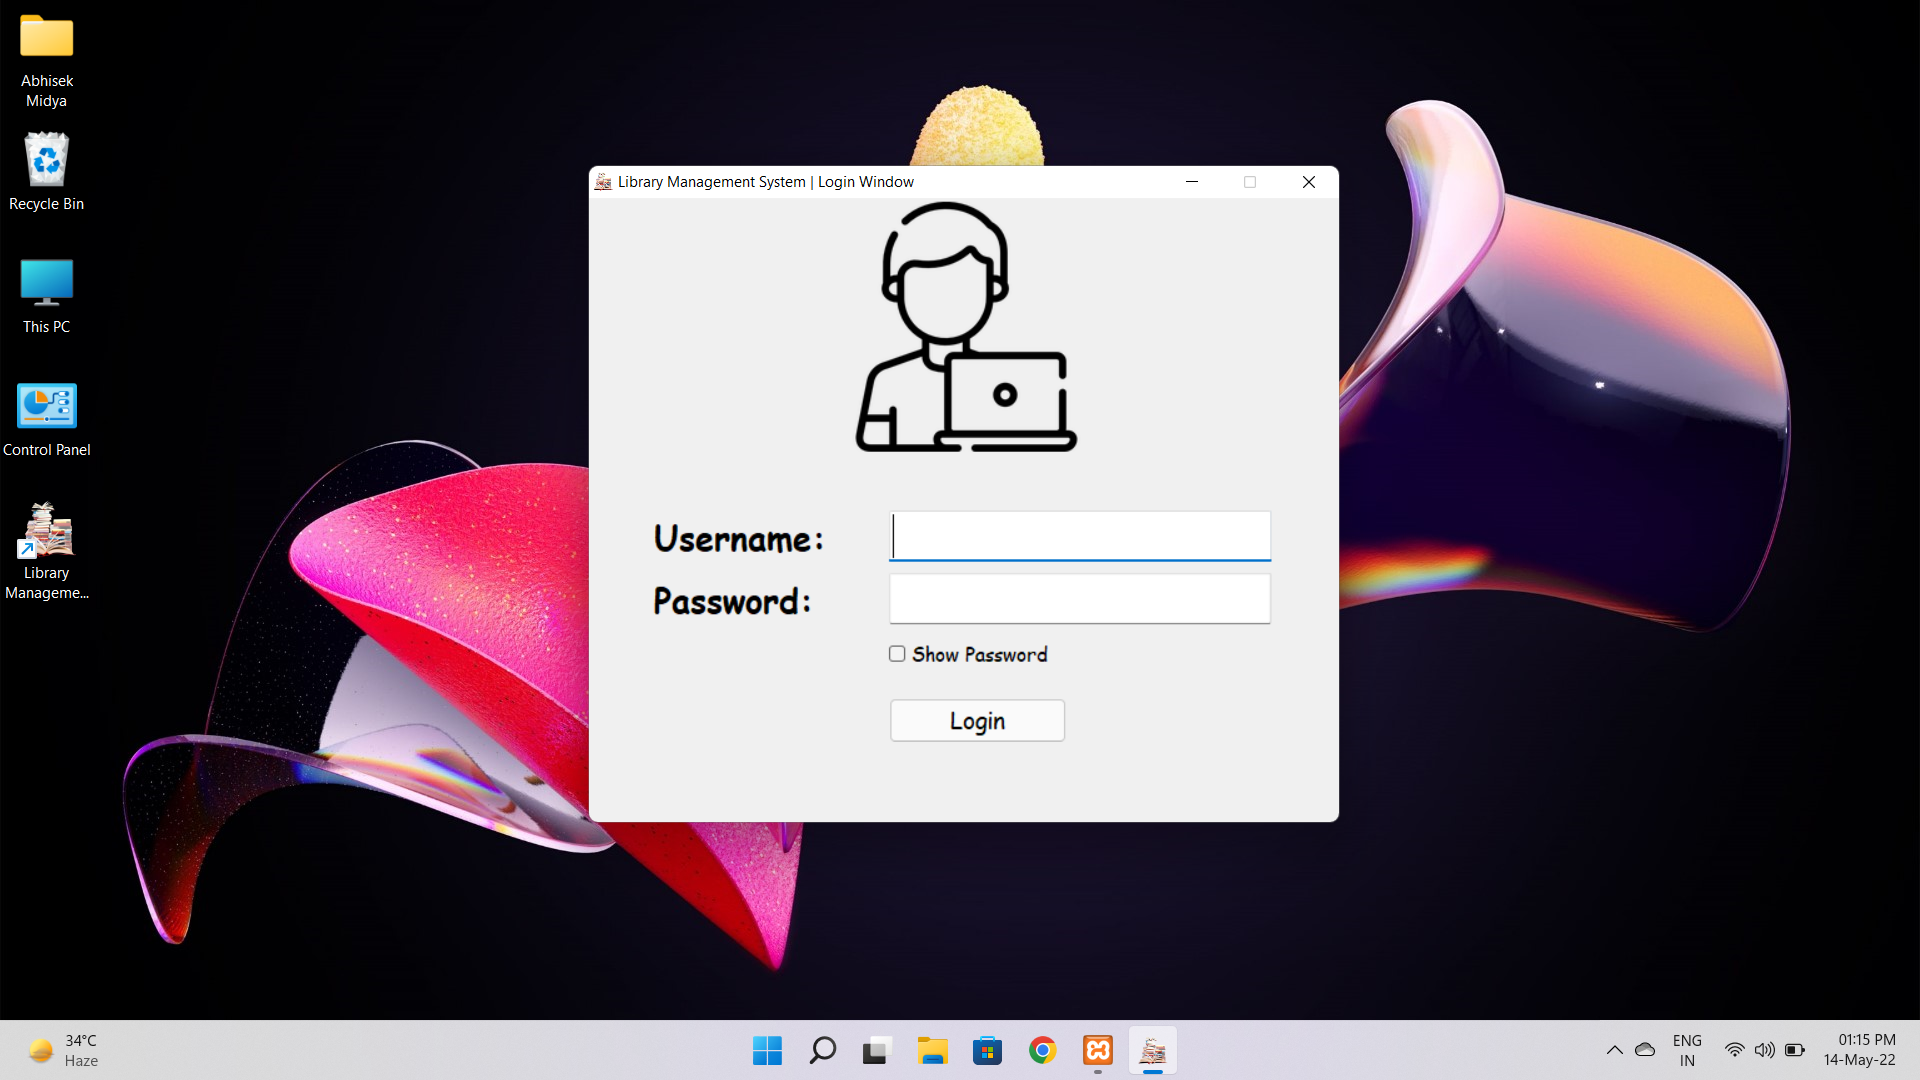 Abhisek
Midya
Recycle Bin
This PC
Control Panel
Library
Manageme...
Library Management System | Login Window
Username:
Password:
Show Password
Login
34°C
Haze
ENG
IN
01:15 PM
14-May-22